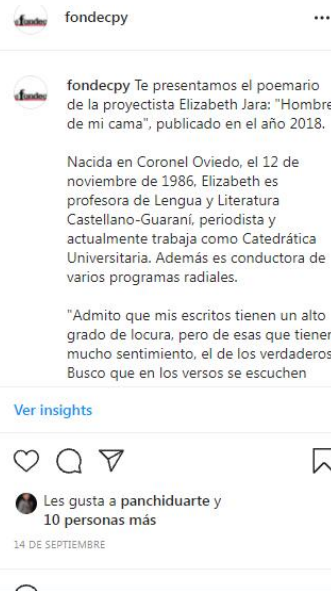 fondec
fondecpy
...
fondec
fondecpy Te presentamos el poemario
de la proyectista Elizabeth Jara: "Hombre
de mi cama", publicado en el año 2018.
Nacida en Coronel Oviedo, el 12 de
noviembre de 1986, Elizabeth es
profesora de Lengua y Literatura
Castellano-Guaraní, periodista y
actualmente trabaja como Catedrática
Universitaria. Además es conductora de
varios programas radiales.
"Admito que mis escritos tienen un alto
grado de locura, pero de esas que tiener
mucho sentimiento, el de los verdaderos
Busco que en los versos se escuchen
Ver insights
Les gusta a panchiduarte y
10 personas más
14 DE SEPTIEMBRE